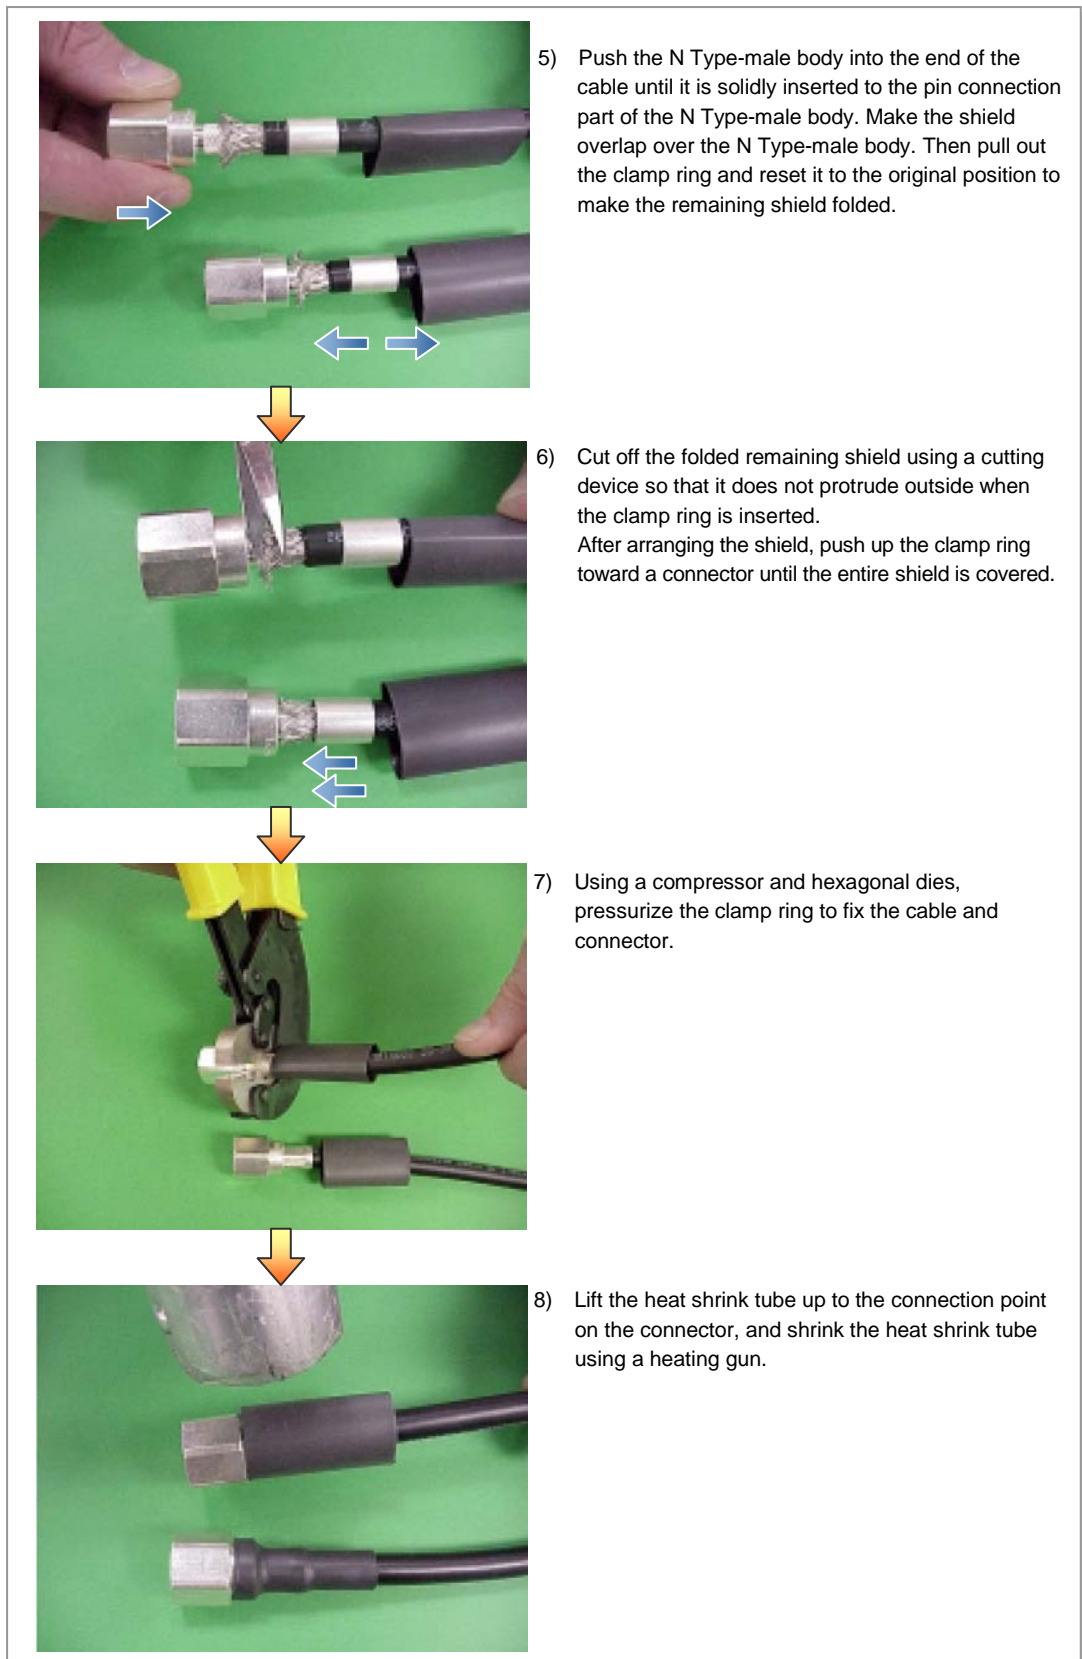 5) Push the N Type-male body into the end of the
cable until it is solidly inserted to the pin connection
part of the N Type-male body. Make the shield
overlap over the N Type-male body. Then pull out
the clamp ring and reset it to the original position to
make the remaining shield folded.
6) Cut off the folded remaining shield using a cutting
device so that it does not protrude outside when
the clamp ring is inserted.
After arranging the shield, push up the clamp ring
toward a connector until the entire shield is covered.
7) Using a compressor and hexagonal dies,
pressurize the clamp ring to fix the cable and
connector.
8) Lift the heat shrink tube up to the connection point
on the connector, and shrink the heat shrink tube
using a heating gun.